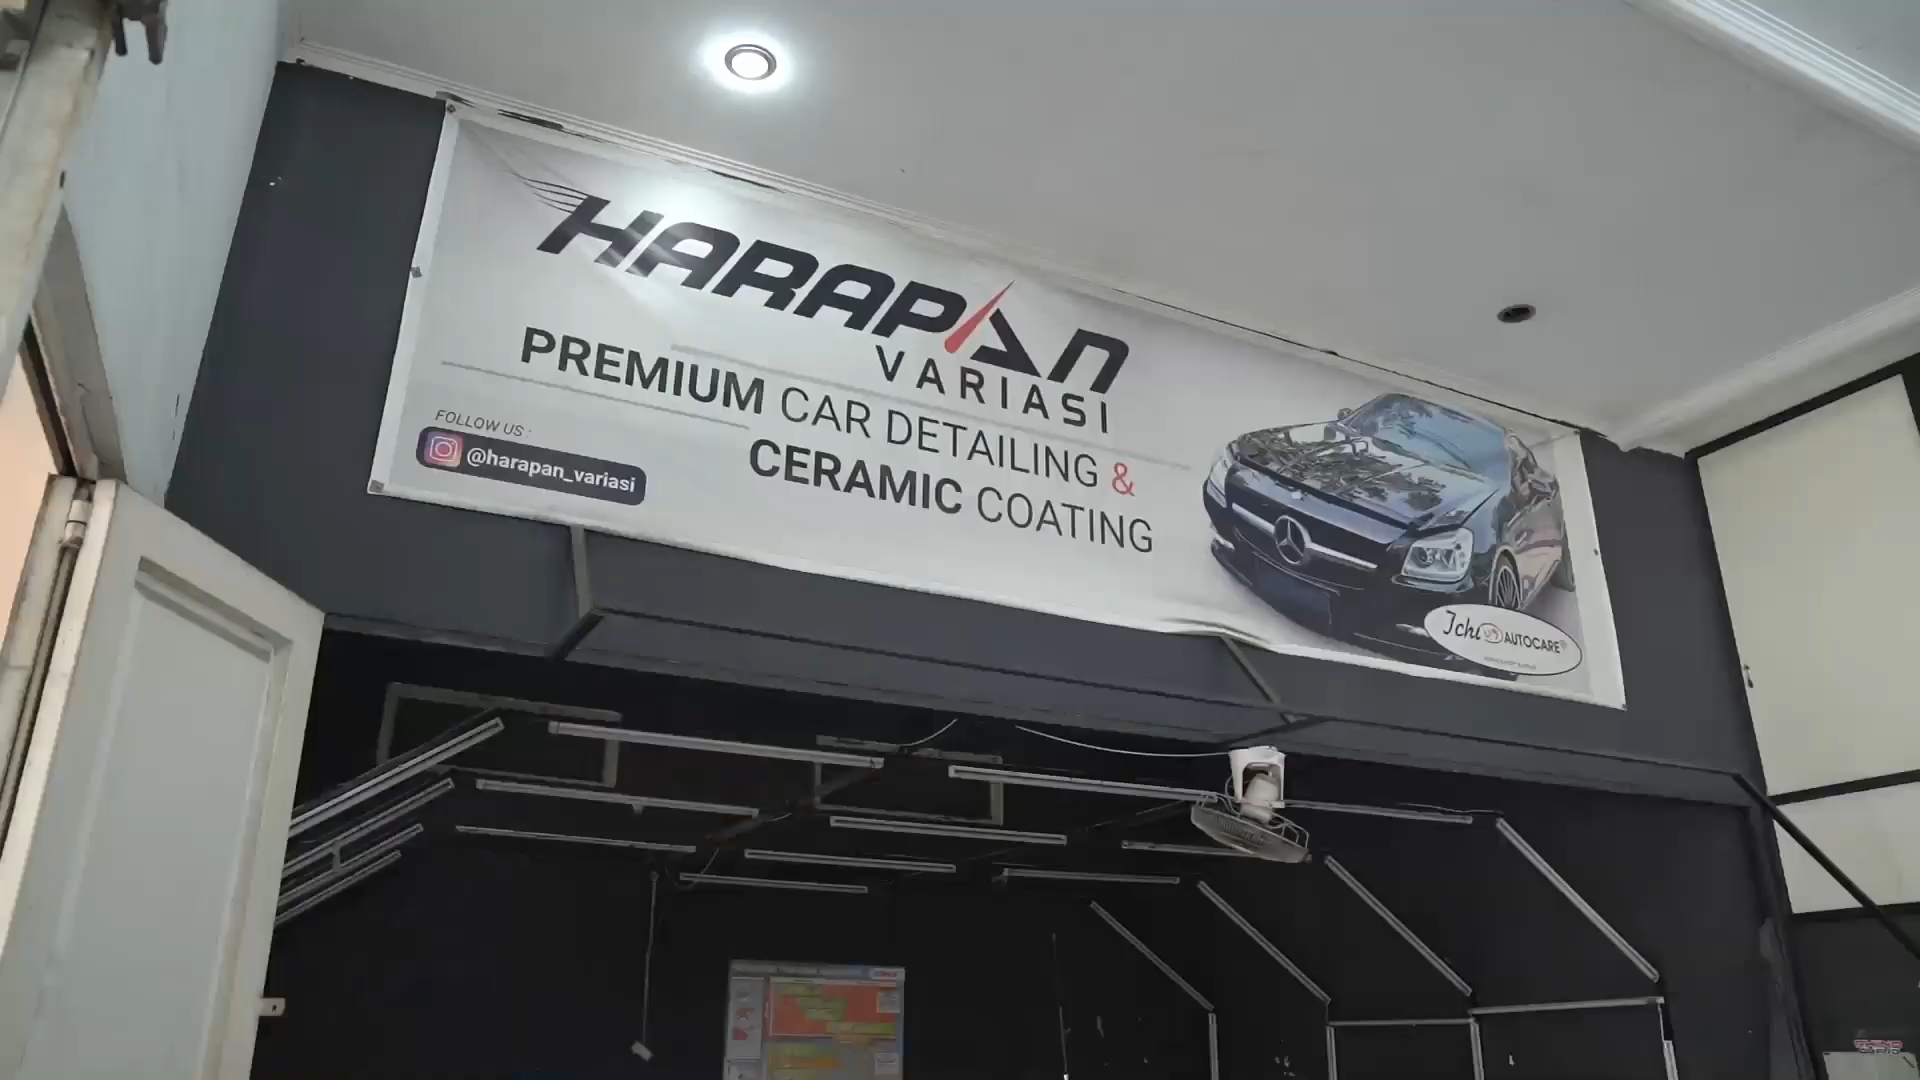 HARAPAN
VARIASI
PREMIUM CAR DETAILING &
CERAMIC COATING
FOLLOW US :
@harapan_variasi
Ichi AUTOCARE®